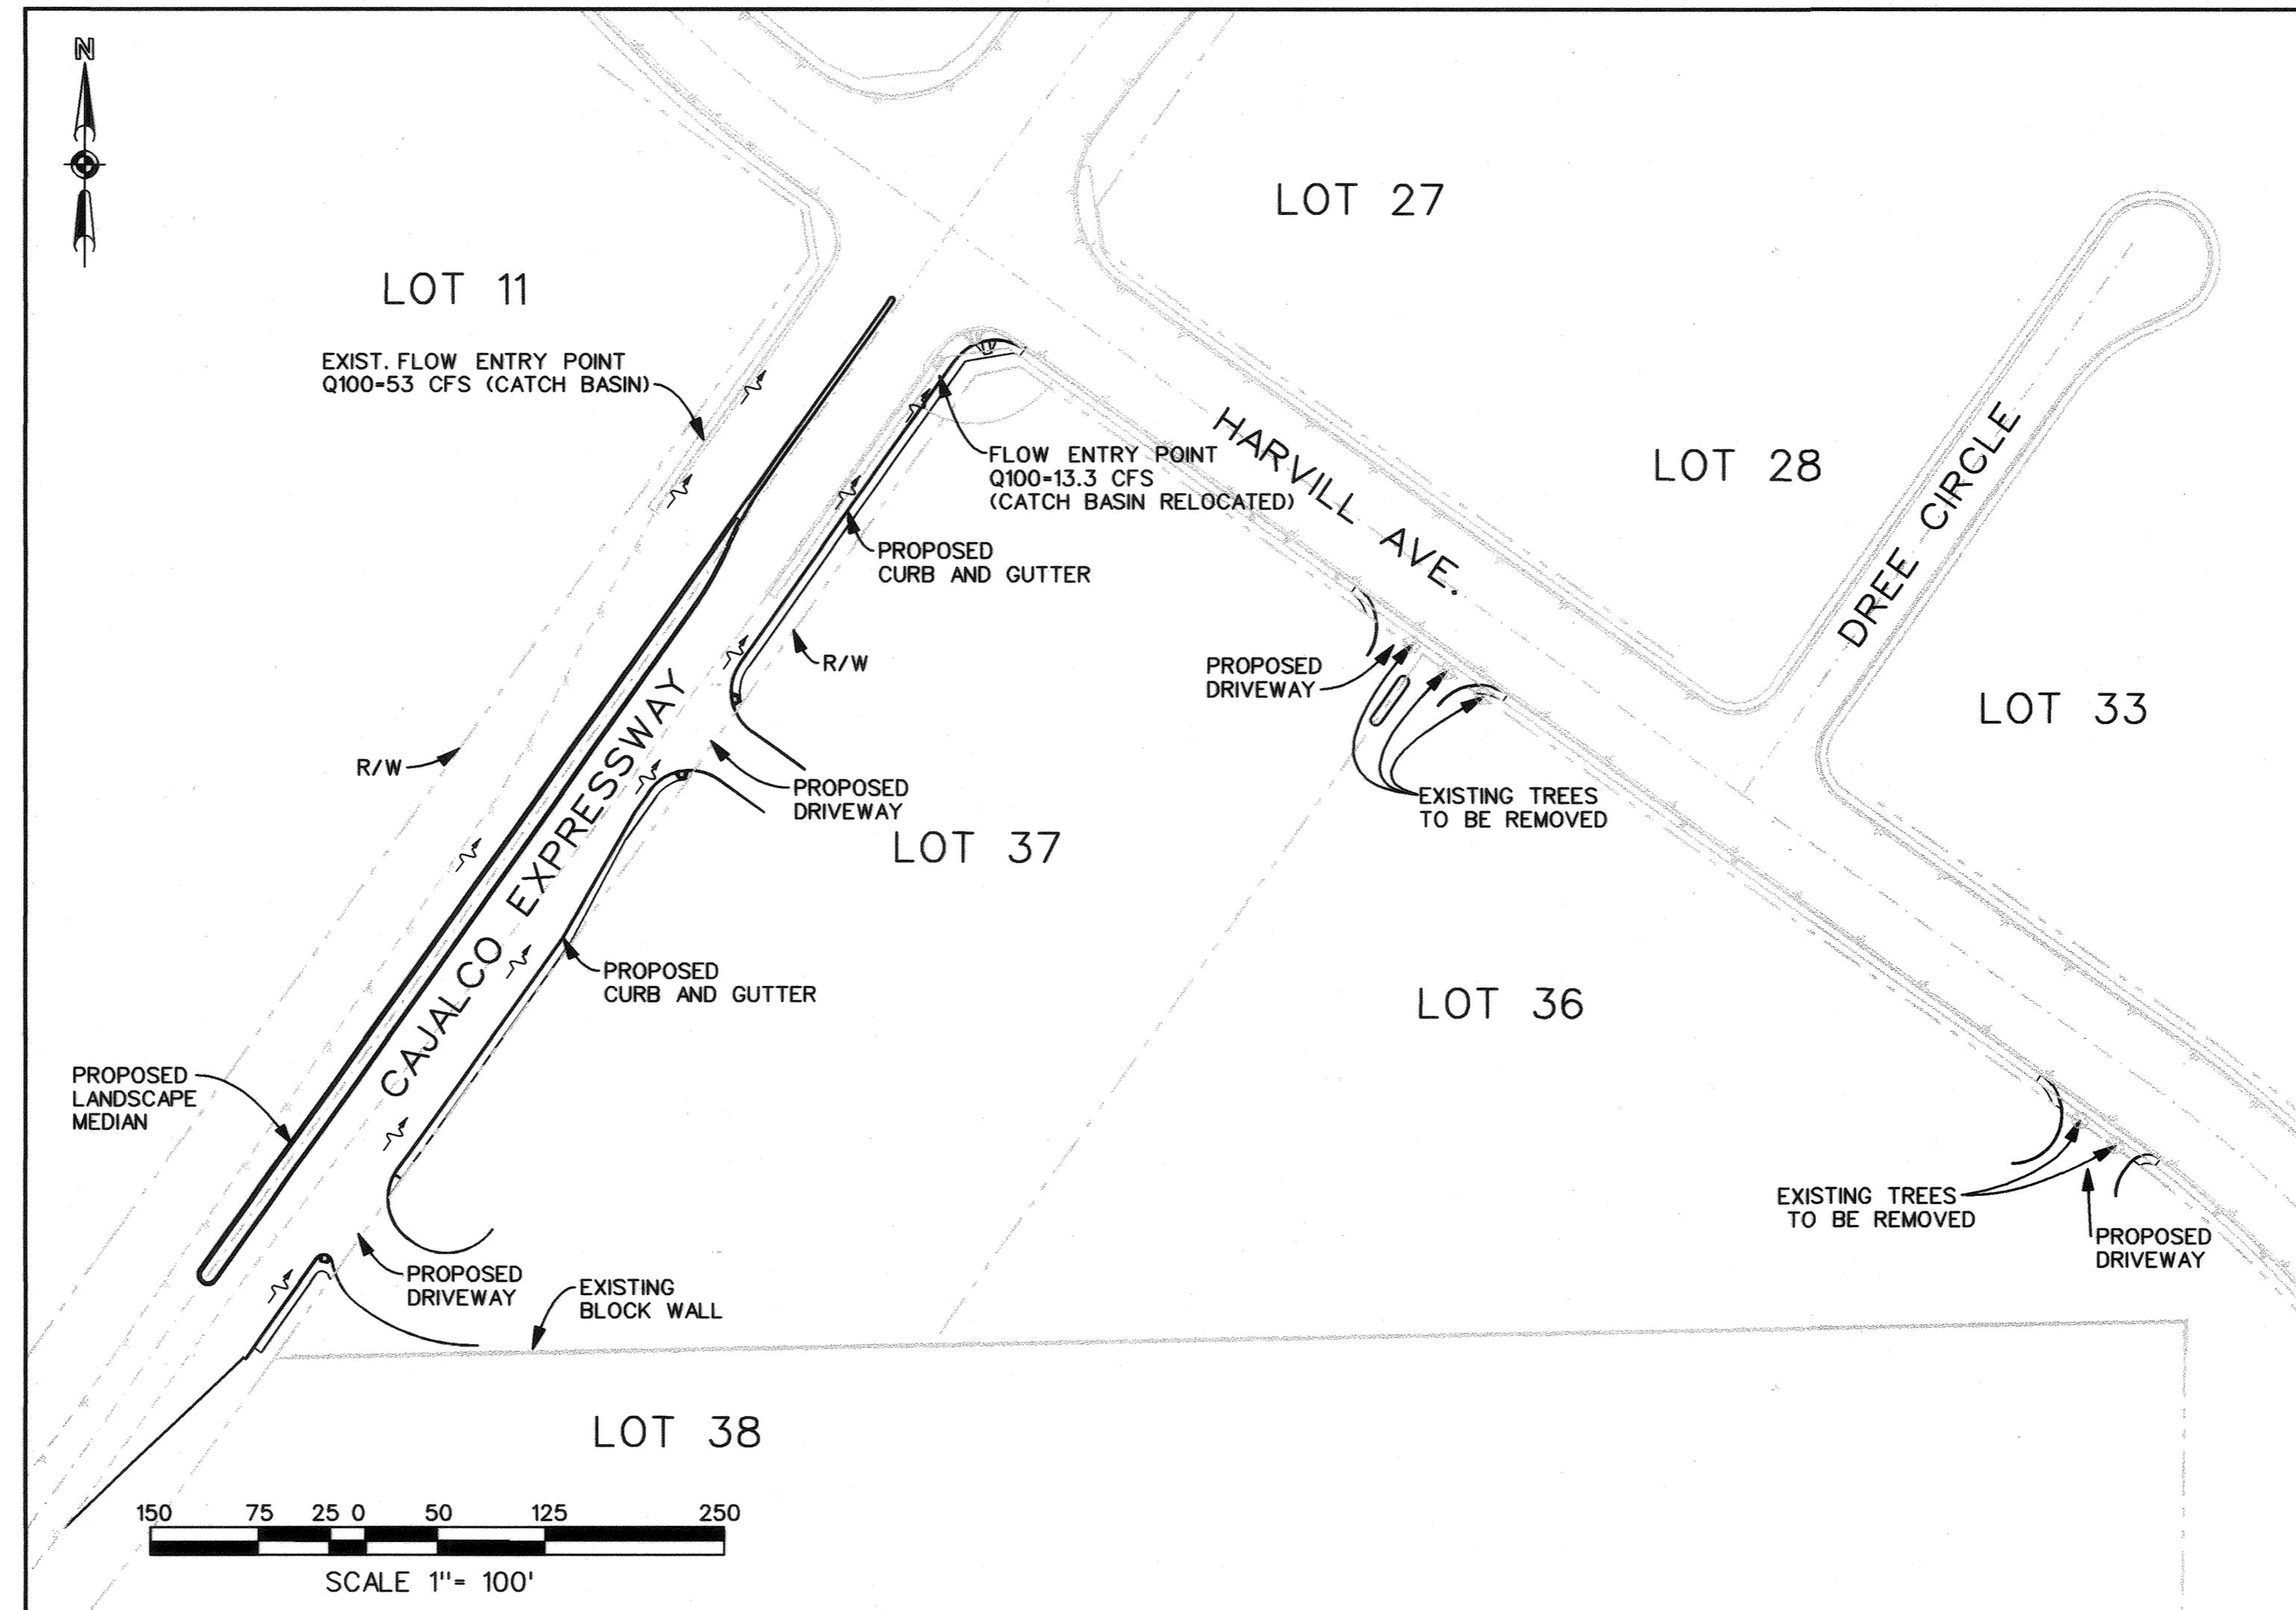 N
LOT 27
LOT 11
EXIST. FLOW ENTRY POINT
Q100=53 CFS (CATCH BASIN)
FLOW ENTRY POINT
Q100=13.3 CFS
(CATCH BASIN RELOCATED)
HARVILL AVE.
LOT 28
DREE CIRCLE
PROPOSED
CURB AND GUTTER
R/W
PROPOSED
DRIVEWAY
LOT 33
R/W
PROPOSED
DRIVEWAY
EXISTING TREES
TO BE REMOVED
LOT 37
CAJALCO EXPRESSWAY
PROPOSED
CURB AND GUTTER
LOT 36
PROPOSED
LANDSCAPE
MEDIAN
EXISTING TREES
TO BE REMOVED
PROPOSED
DRIVEWAY
PROPOSED
DRIVEWAY
EXISTING
BLOCK WALL
LOT 38
150 75 25 0 50 125 250
SCALE 1"= 100'